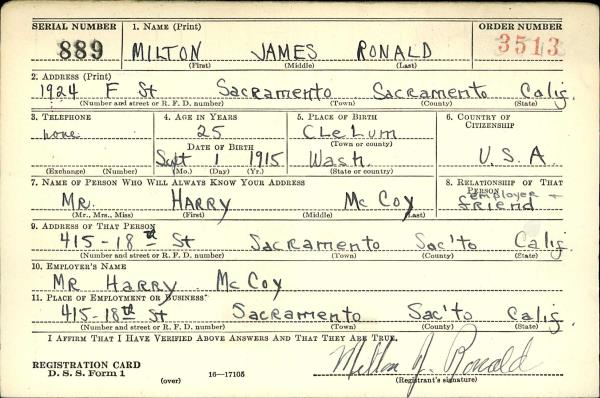 SERIAL NUMBER 1. NAME (Print) ORDER NUMBER
889 MILTON JAMES RONALD 3513
(First) (Middle) (Last)
2. ADDRESS (Print)
1924 F St Sacramento Sacramento Calif.
(Number and street or R. F. D. number) (Town) (County) (State)
3. TELEPHONE 4. AGE IN YEARS 5. PLACE OF BIRTH 6. COUNTRY OF CITIZENSHIP
none 25 CLe Lum
DATE OF BIRTH (Town or county)
Sept 1 1915 Wash. U.S.A.
(Exchange) (Number) (Mo.) (Day) (Yr.) (State or country)
7. NAME OF PERSON WHO WILL ALWAYS KNOW YOUR ADDRESS 8. RELATIONSHIP OF THAT PERSON
MR. HARRY Mc Coy employer + friend
(Mr., Mrs., Miss) (First) (Middle) (Last)
9. ADDRESS OF THAT PERSON
415-18th St Sacramento Sac'to Calif
(Number and street or R. F. D. number) (Town) (County) (State)
10. EMPLOYER'S NAME
MR HARRY Mc Coy
11. PLACE OF EMPLOYMENT OR BUSINESS
415-18th St Sacramento Sac'to Calif.
(Number and street or R. F. D. number) (Town) (County) (State)
I AFFIRM THAT I HAVE VERIFIED ABOVE ANSWERS AND THAT THEY ARE TRUE.
REGISTRATION CARD Milton J. Ronald
D. S. S. Form 1 (over) 16—17105 (Registrant's signature)